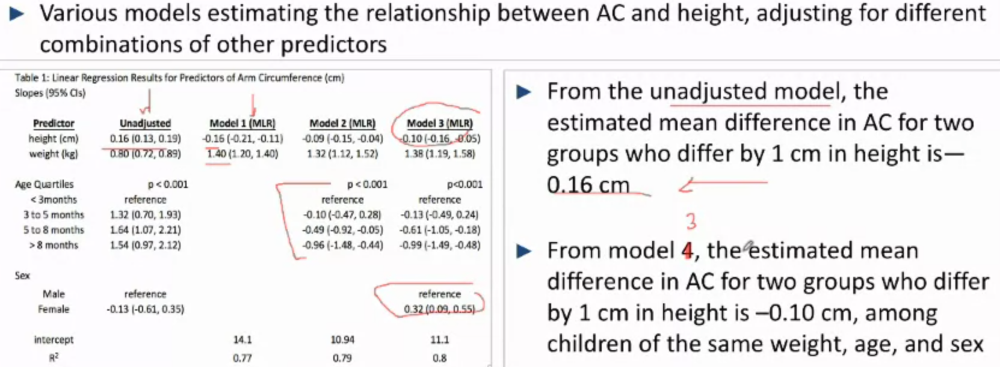 Various models estimating the relationship between AC and height, adjusting for different
combinations of other predictors
Table 1: Linear Regression Results for Predictors of Arm Circumference (cm)
Slopes (95% CIs)
Predictor Unadjusted Model 1 (MLR) Model 2 (MLR) Model 3 (MLR)
height (cm) 0.16 (0.13, 0.19) -0.16 (-0.21, -0.11) -0.09 (-0.15, -0.04) -0.10 (-0.16, -0.05)
weight (kg) 0.80 (0.72, 0.89) 1.40 (1.20, 1.40) 1.32 (1.12, 1.52) 1.38 (1.19, 1.58)
Age Quartiles p < 0.001 p < 0.001 p<0.001
< 3months reference reference reference
3 to 5 months 1.32 (0.70, 1.93) -0.10 (-0.47, 0.28) -0.13 (-0.49, 0.24)
5 to 8 months 1.64 (1.07, 2.21) -0.49 (-0.92, -0.05) -0.61 (-1.05, -0.18)
> 8 months 1.54 (0.97, 2.12) -0.96 (-1.48, -0.44) -0.99 (-1.49, -0.48)
Sex
Male reference reference
Female -0.13 (-0.61, 0.35) 0.32 (0.09, 0.55)
intercept 14.1 10.94 11.1
R² 0.77 0.79 0.8
From the unadjusted model, the
estimated mean difference in AC for two
groups who differ by 1 cm in height is—
0.16 cm
3
From model 4, the estimated mean
difference in AC for two groups who differ
by 1 cm in height is –0.10 cm, among
children of the same weight, age, and sex